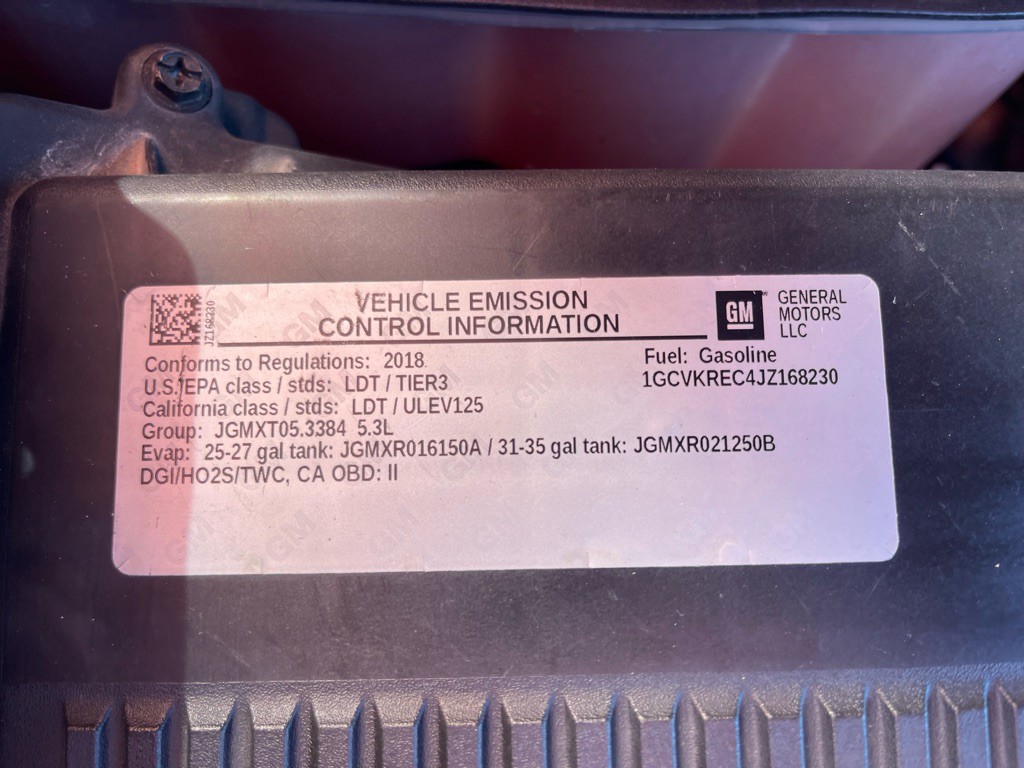 JZ168230
VEHICLE EMISSION
CONTROL INFORMATION
GM
GENERAL
MOTORS
LLC
Conforms to Regulations: 2018
U.S./EPA class / stds: LDT / TIER3
California class / stds: LDT / ULEV125
Group: JGMXT05.3384 5.3L
Evap: 25-27 gal tank: JGMXR016150A / 31-35 gal tank: JGMXR021250B
DGI/HO2S/TWC, CA OBD: II
Fuel: Gasoline
1GCVKREC4JZ168230